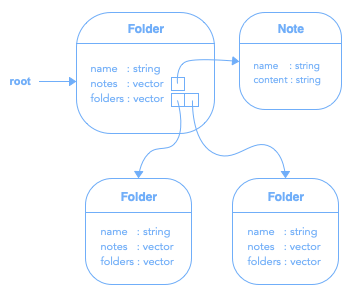 Folder
name : string
notes : vector
folders : vector
root
Note
name : string
content : string
Folder
name : string
notes : vector
folders : vector
Folder
name : string
notes : vector
folders : vector